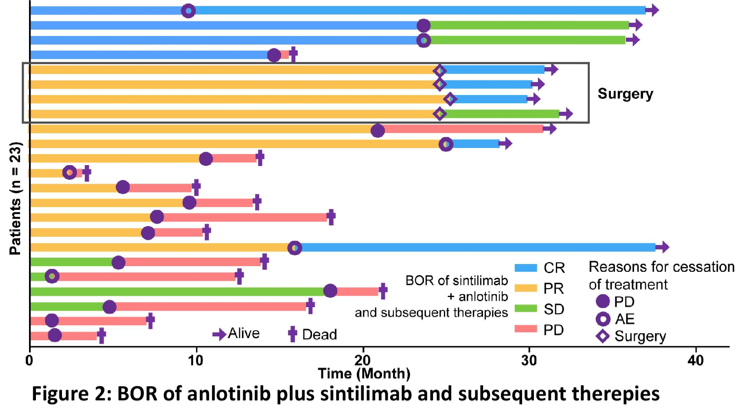 Surgery
Patients (n = 23)
BOR of sintilimab
+ anlotinib
and subsequent therapies
CR
PR
SD
PD
Reasons for cessation
of treatment
PD
AE
Surgery
Alive
Dead
0 10 20 30 40
Time (Month)
Figure 2: BOR of anlotinib plus sintilimab and subsequent therepies